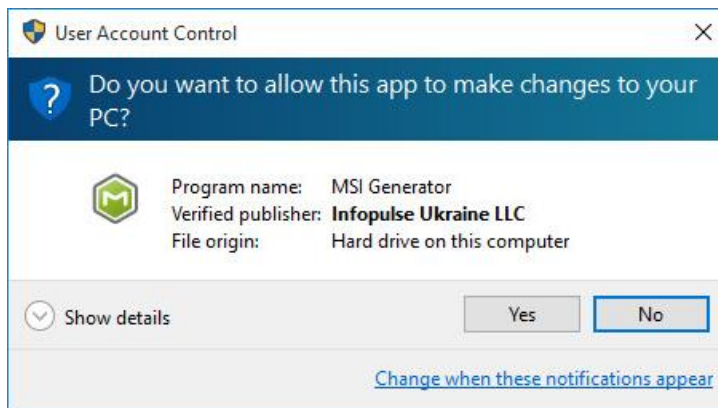 User Account Control
Do you want to allow this app to make changes to your
PC?
Program name: MSI Generator
Verified publisher: Infopulse Ukraine LLC
File origin: Hard drive on this computer
Show details
Yes
No
Change when these notifications appear